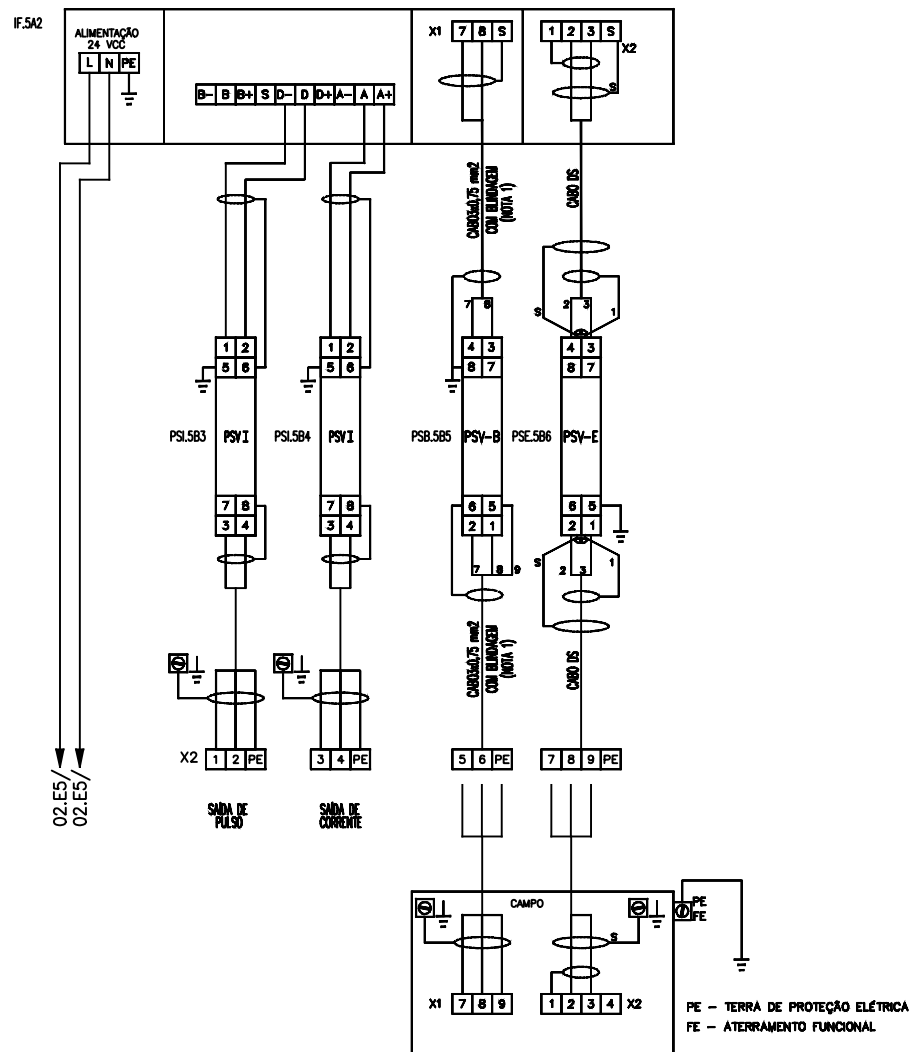 IF.5A2
ALIMENTAÇÃO
24 VCC
L N PE
B- B B+ S D- D D+ A- A A+
X1 7 8 S
1 2 3 S X2
S
CABO3x0,75 mm2
COM BLINDAGEM
(NOTA 1)
CABO DS
7 8
S 2 3 1
1 2
5 6
1 2
5 6
4 3
8 7
4 3
8 7
PSI.5B3 PSVI
PSI.5B4 PSVI
PSB.5B5 PSV-B
PSE.5B6 PSV-E
7 8
3 4
7 8
3 4
6 5
2 1
6 5
2 1
7 8 9
S 2 3 1
CABO3x0,75 mm2
COM BLINDAGEM
(NOTA 1)
CABO DS
02.E5/
02.E5/
X2 1 2 PE
3 4 PE
5 6 PE
7 8 9 PE
SAÍDA DE
PULSO
SAÍDA DE
CORRENTE
CAMPO
PE
FE
S
X1 7 8 9
1 2 3 4 X2
PE - TERRA DE PROTEÇÃO ELÉTRICA
FE - ATERRAMENTO FUNCIONAL